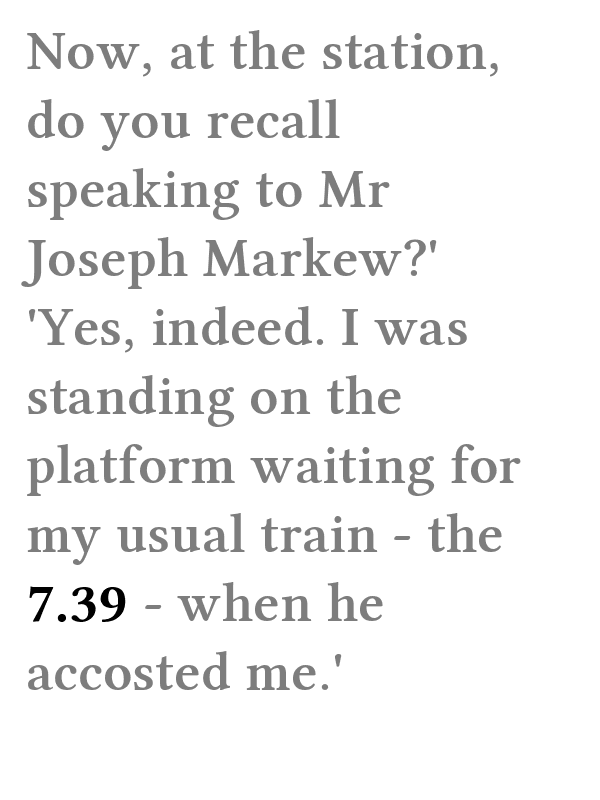 Now, at the station,
do you recall
speaking to Mr
Joseph Markew?'
'Yes, indeed. I was
standing on the
platform waiting for
my usual train - the
7.39 - when he
accosted me.'